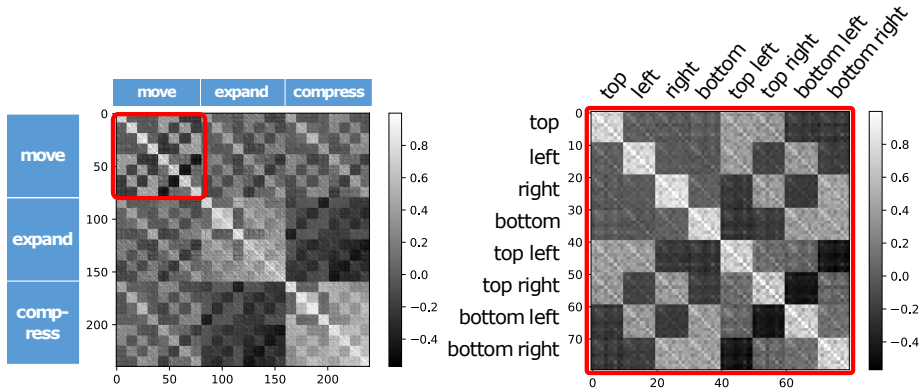 move expand compress
move
expand
comp-
ress
0
50
100
150
200
0 50 100 150 200
0.8
0.6
0.4
0.2
0.0
−0.2
−0.4
top left right bottom top left top right bottom left bottom right
top
left
right
bottom
top left
top right
bottom left
bottom right
0
10
20
30
40
50
60
70
0 20 40 60
0.8
0.6
0.4
0.2
0.0
−0.2
−0.4